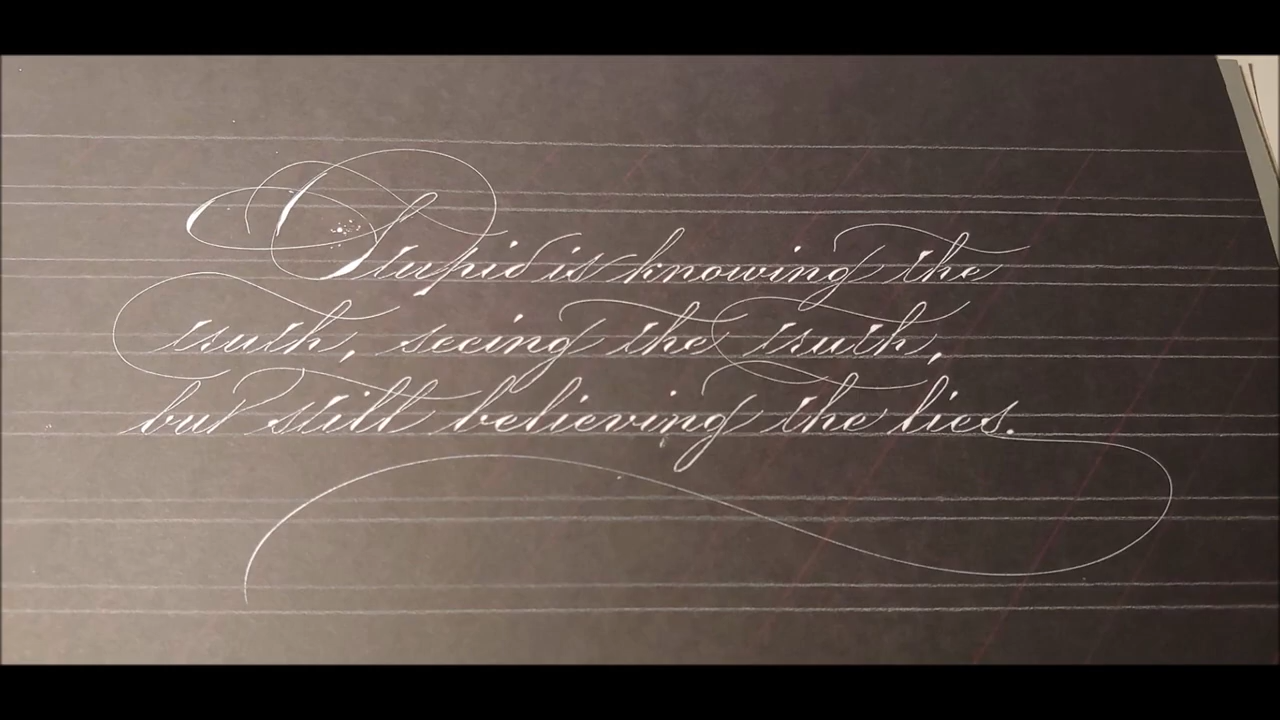 Stupid is knowing the
truth, seeing the truth,
but still believing the lies.